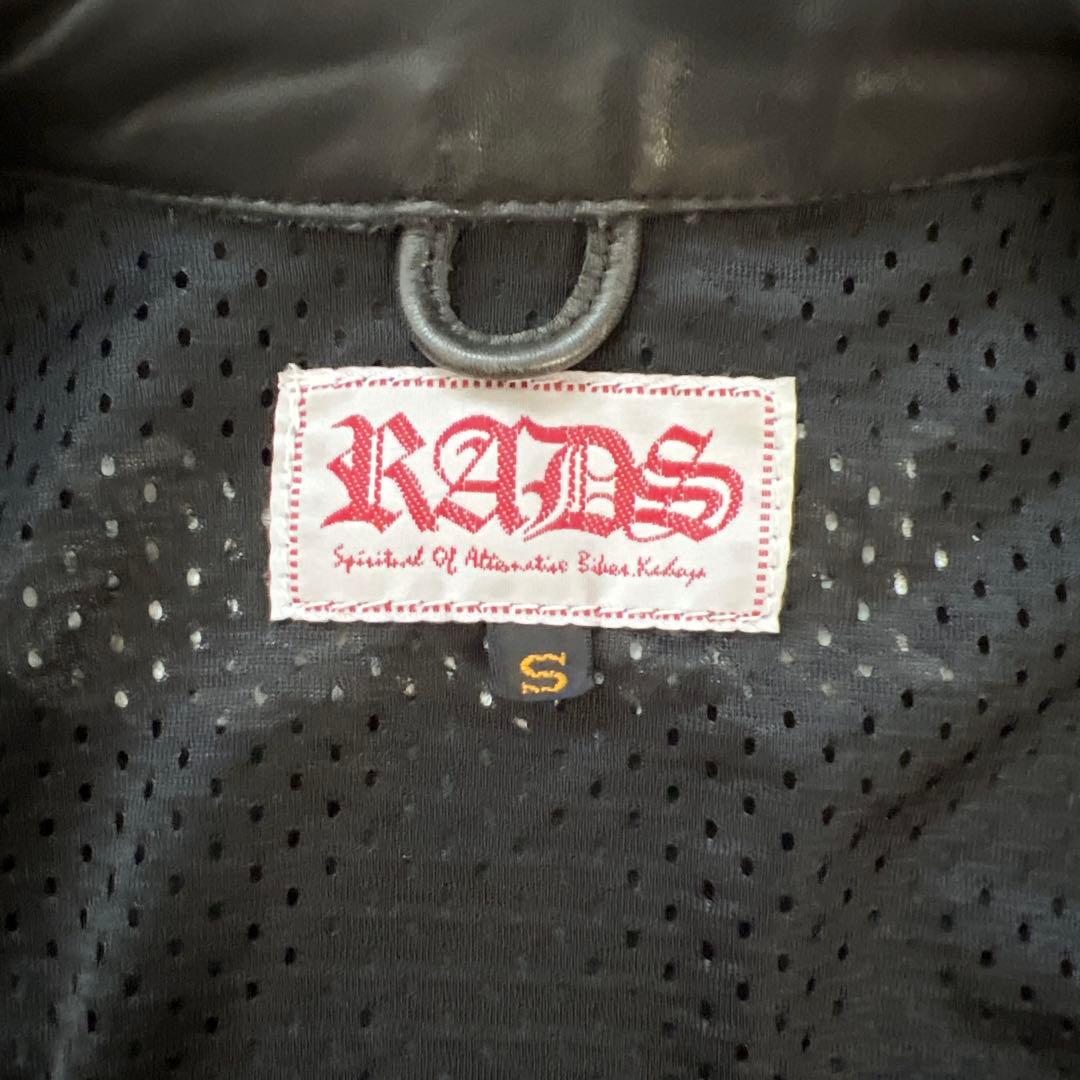 RADS
Spiritual Of Alternative Biker. Kadoya
S